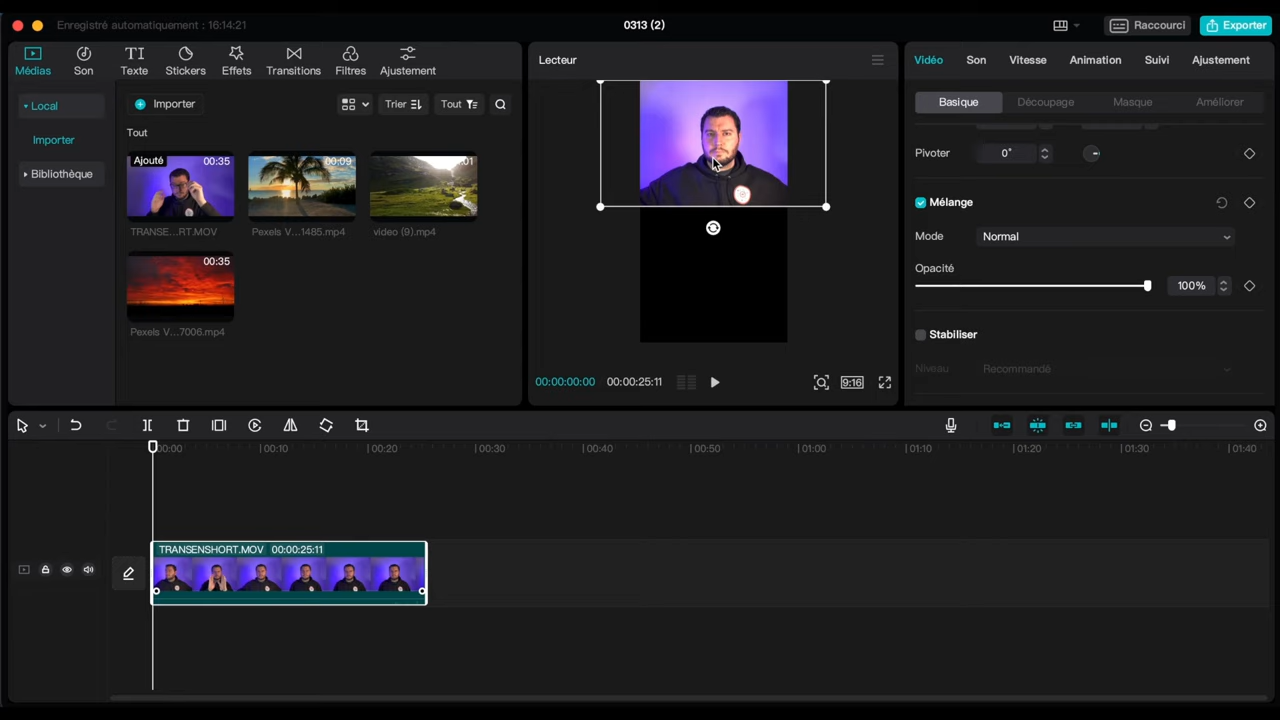 Enregistré automatiquement : 16:14:21
0313 (2)
Raccourci
Exporter
Médias
Son
Texte
Stickers
Effets
Transitions
Filtres
Ajustement
Local
Importer
Bibliothèque
Importer
Trier
Tout
Tout
Ajouté
00:35
TRANSE...RT.MOV
00:09
Pexels V...1485.mp4
:01
video (9).mp4
00:35
Pexels V...7006.mp4
Lecteur
00:00:00:00
00:00:25:11
9:16
Vidéo
Son
Vitesse
Animation
Suivi
Ajustement
Basique
Découpage
Masque
Améliorer
Pivoter
0°
Mélange
Mode
Normal
Opacité
100%
Stabiliser
Niveau
Recommandé
00:00
00:10
00:20
00:30
00:40
00:50
01:00
01:10
01:20
01:30
01:40
TRANSENSHORT.MOV 00:00:25:11